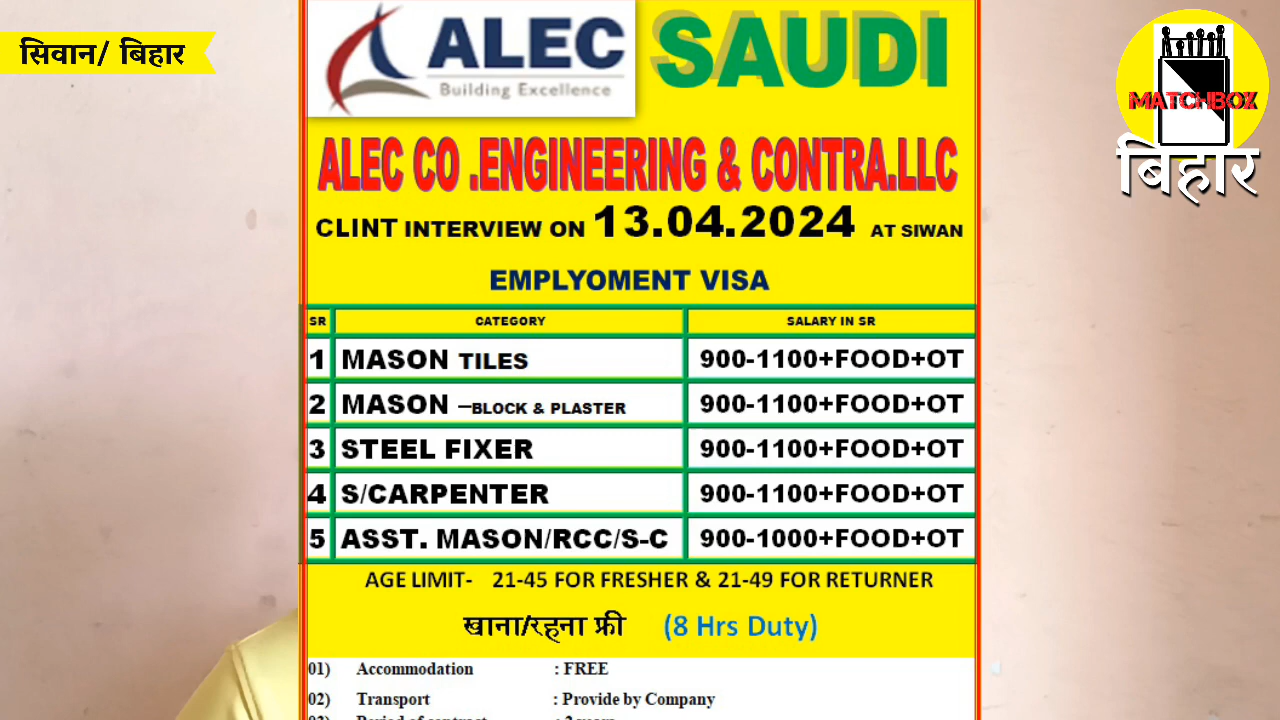 सिवान/ बिहार
ALEC
Building Excellence
SAUDI
MATCHBOX
बिहार
ALEC CO .ENGINEERING & CONTRA.LLC
CLINT INTERVIEW ON 13.04.2024 AT SIWAN
EMPLYOMENT VISA
SR CATEGORY SALARY IN SR
1 MASON TILES 900-1100+FOOD+OT
2 MASON –BLOCK & PLASTER 900-1100+FOOD+OT
3 STEEL FIXER 900-1100+FOOD+OT
4 S/CARPENTER 900-1100+FOOD+OT
5 ASST. MASON/RCC/S-C 900-1000+FOOD+OT
AGE LIMIT- 21-45 FOR FRESHER & 21-49 FOR RETURNER
खाना/रहना फ्री (8 Hrs Duty)
01) Accommodation : FREE
02) Transport : Provide by Company